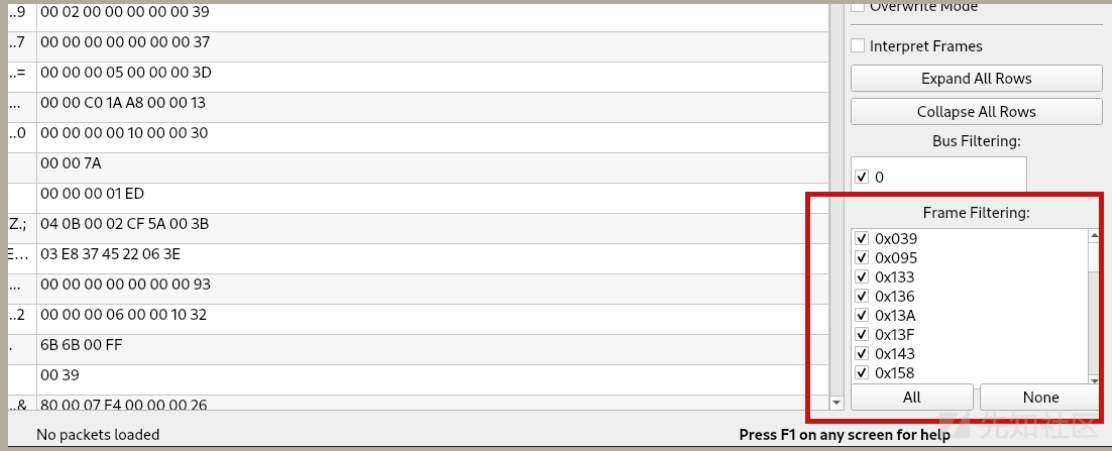 ..9 00 02 00 00 00 00 00 39
..7 00 00 00 00 00 00 00 37
..= 00 00 00 05 00 00 00 3D
... 00 00 C0 1A A8 00 00 13
..0 00 00 00 00 10 00 00 30
00 00 7A
00 00 00 01 ED
Z.; 04 0B 00 02 CF 5A 00 3B
E... 03 E8 37 45 22 06 3E
... 00 00 00 00 00 00 00 93
..2 00 00 00 06 00 00 10 32
. 6B 6B 00 FF
00 39
..& 80 00 07 F4 00 00 00 26
Overwrite Mode
Interpret Frames
Expand All Rows
Collapse All Rows
Bus Filtering:
0
Frame Filtering:
0x039
0x095
0x133
0x136
0x13A
0x13F
0x143
0x158
All None
No packets loaded
Press F1 on any screen for help
先知社区